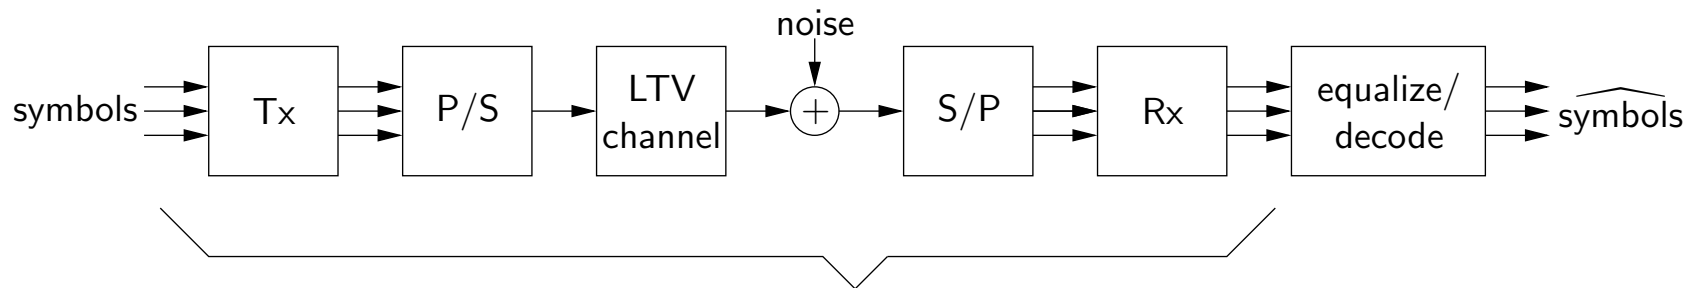 noise
symbols
Tx
P/S
LTV
channel
+
S/P
Rx
equalize/
decode
symbols